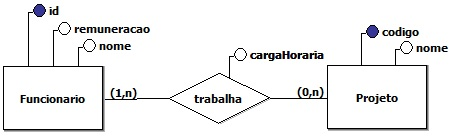 id
remuneracao
nome
Funcionario
(1,n)
cargaHoraria
trabalha
(0,n)
codigo
nome
Projeto